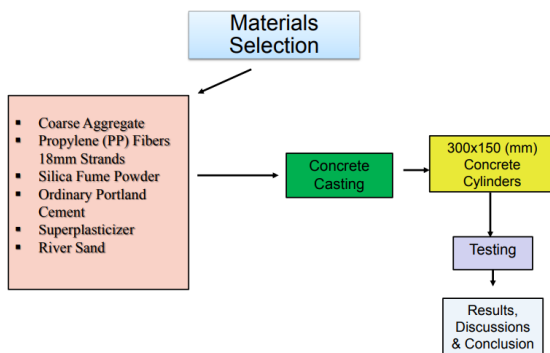 Materials
Selection
▪ Coarse Aggregate
▪ Propylene (PP) Fibers
18mm Strands
▪ Silica Fume Powder
▪ Ordinary Portland
Cement
▪ Superplasticizer
▪ River Sand
Concrete
Casting
300x150 (mm)
Concrete
Cylinders
Testing
Results,
Discussions
& Conclusion